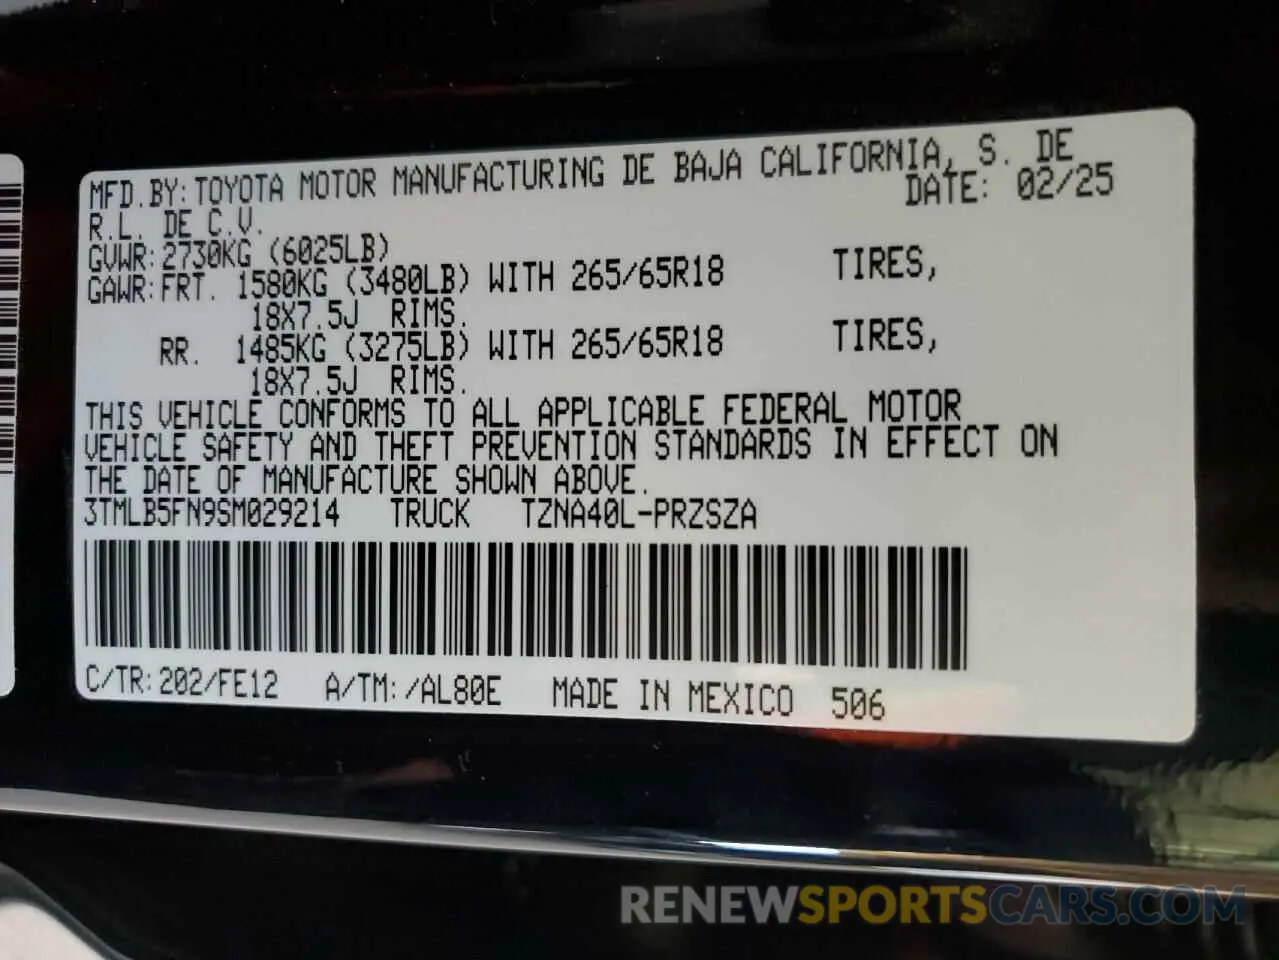 MFD.BY: TOYOTA MOTOR MANUFACTURING DE BAJA CALIFORNIA, S. DE
R.L. DE C.V. DATE: 02/25
GVWR: 2730KG (6025LB)
GAWR: FRT. 1580KG (3480LB) WITH 265/65R18 TIRES,
18X7.5J RIMS.
RR. 1485KG (3275LB) WITH 265/65R18 TIRES,
18X7.5J RIMS.
THIS VEHICLE CONFORMS TO ALL APPLICABLE FEDERAL MOTOR
VEHICLE SAFETY AND THEFT PREVENTION STANDARDS IN EFFECT ON
THE DATE OF MANUFACTURE SHOWN ABOVE.
3TMLB5FN9SM029214 TRUCK TZNA40L-PRZSZA
C/TR: 202/FE12 A/TM: /AL80E MADE IN MEXICO 506
RENEWSPORTSCARS.COM